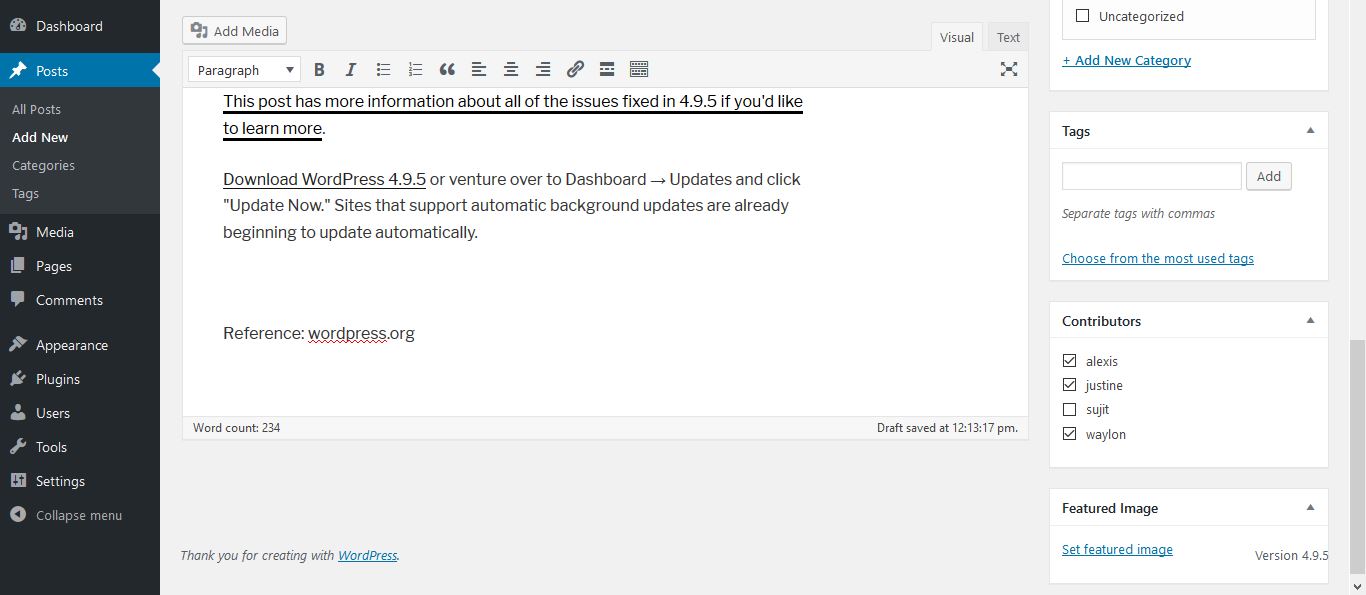 Dashboard
Posts
All Posts
Add New
Categories
Tags
Media
Pages
Comments
Appearance
Plugins
Users
Tools
Settings
Collapse menu
Add Media
Visual
Text
Paragraph
B
I
This post has more information about all of the issues fixed in 4.9.5 if you'd like
to learn more.
Download WordPress 4.9.5 or venture over to Dashboard → Updates and click
"Update Now." Sites that support automatic background updates are already
beginning to update automatically.
Reference: wordpress.org
Word count: 234
Draft saved at 12:13:17 pm.
Thank you for creating with WordPress.
Uncategorized
+ Add New Category
Tags
Add
Separate tags with commas
Choose from the most used tags
Contributors
alexis
justine
sujit
waylon
Featured Image
Set featured image
Version 4.9.5